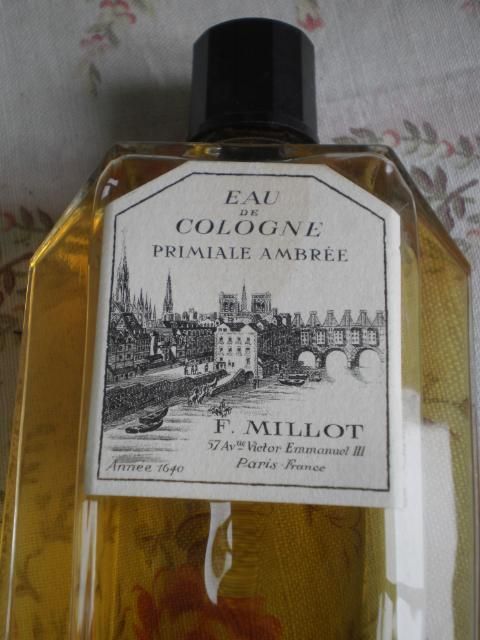 EAU
DE
COLOGNE
PRIMIALE AMBRÉE
F. MILLOT
57 Avue Victor Emmanuel III
Année 1640
Paris-France